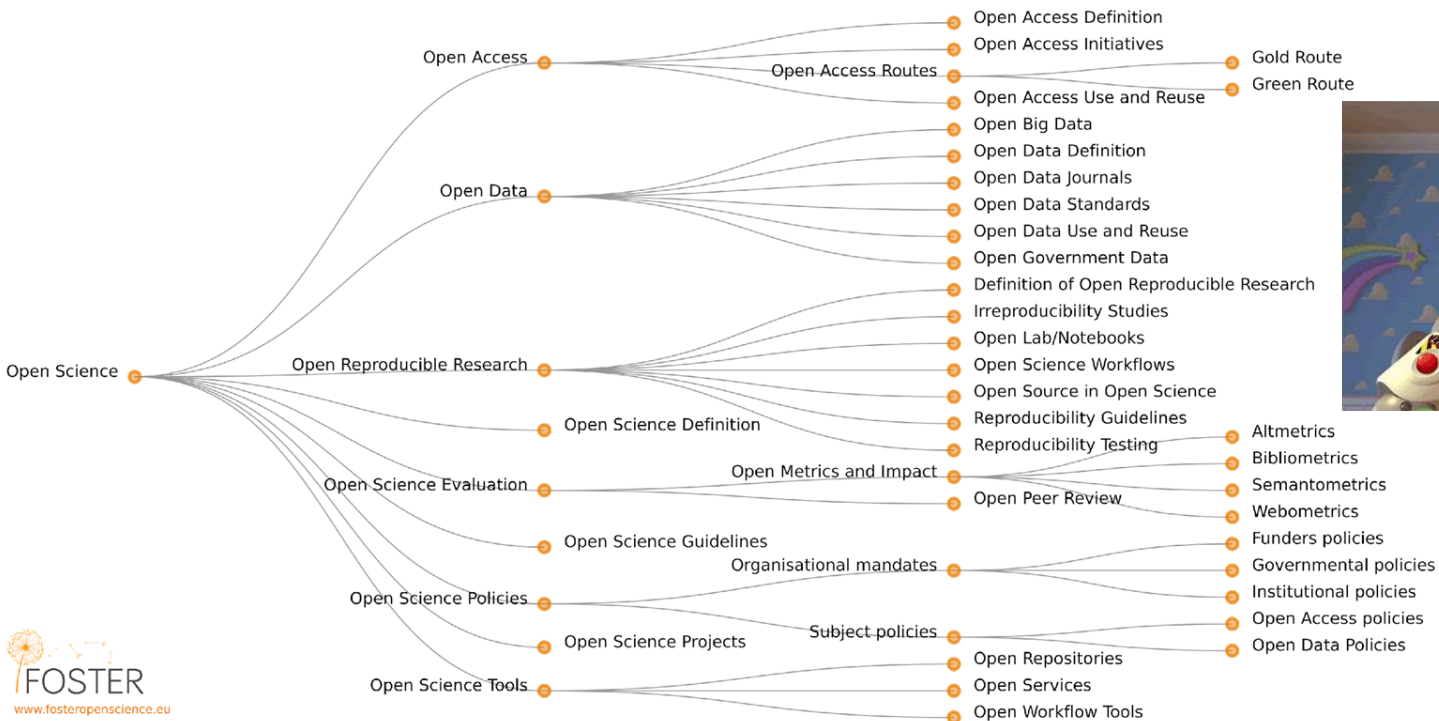 Open Science
Open Access
Open Access Definition
Open Access Initiatives
Open Access Routes
Gold Route
Green Route
Open Access Use and Reuse
Open Data
Open Big Data
Open Data Definition
Open Data Journals
Open Data Standards
Open Data Use and Reuse
Open Government Data
Open Reproducible Research
Definition of Open Reproducible Research
Irreproducibility Studies
Open Lab/Notebooks
Open Science Workflows
Open Source in Open Science
Reproducibility Guidelines
Reproducibility Testing
Open Science Definition
Open Science Evaluation
Open Metrics and Impact
Altmetrics
Bibliometrics
Semantometrics
Webometrics
Open Peer Review
Open Science Guidelines
Open Science Policies
Organisational mandates
Funders policies
Governmental policies
Institutional policies
Subject policies
Open Access policies
Open Data Policies
Open Science Projects
Open Science Tools
Open Repositories
Open Services
Open Workflow Tools
FOSTER
www.fosteropenscience.eu